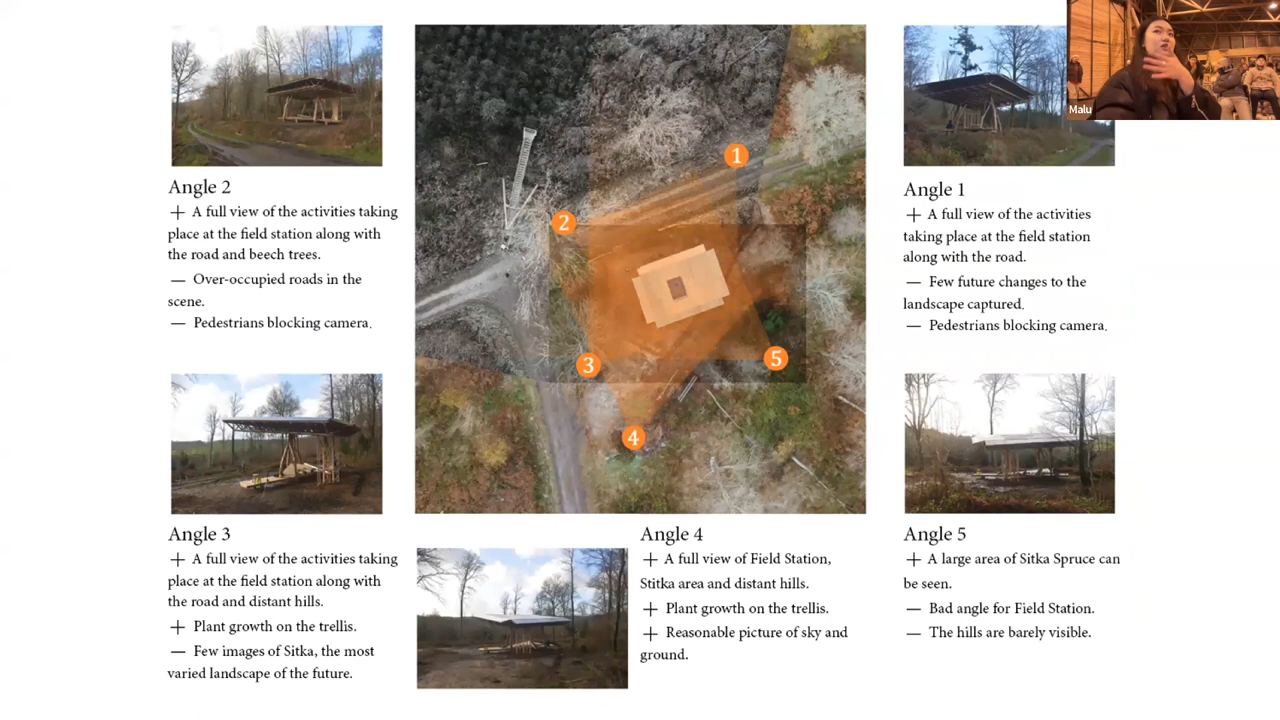 Malu
1
2
3
4
5
Angle 2
+ A full view of the activities taking
place at the field station along with
the road and beech trees.
— Over-occupied roads in the
scene.
— Pedestrians blocking camera.
Angle 1
+ A full view of the activities
taking place at the field station
along with the road.
— Few future changes to the
landscape captured.
— Pedestrians blocking camera.
Angle 3
+ A full view of the activities taking
place at the field station along with
the road and distant hills.
+ Plant growth on the trellis.
— Few images of Sitka, the most
varied landscape of the future.
Angle 4
+ A full view of Field Station,
Stitka area and distant hills.
+ Plant growth on the trellis.
+ Reasonable picture of sky and
ground.
Angle 5
+ A large area of Sitka Spruce can
be seen.
— Bad angle for Field Station.
— The hills are barely visible.